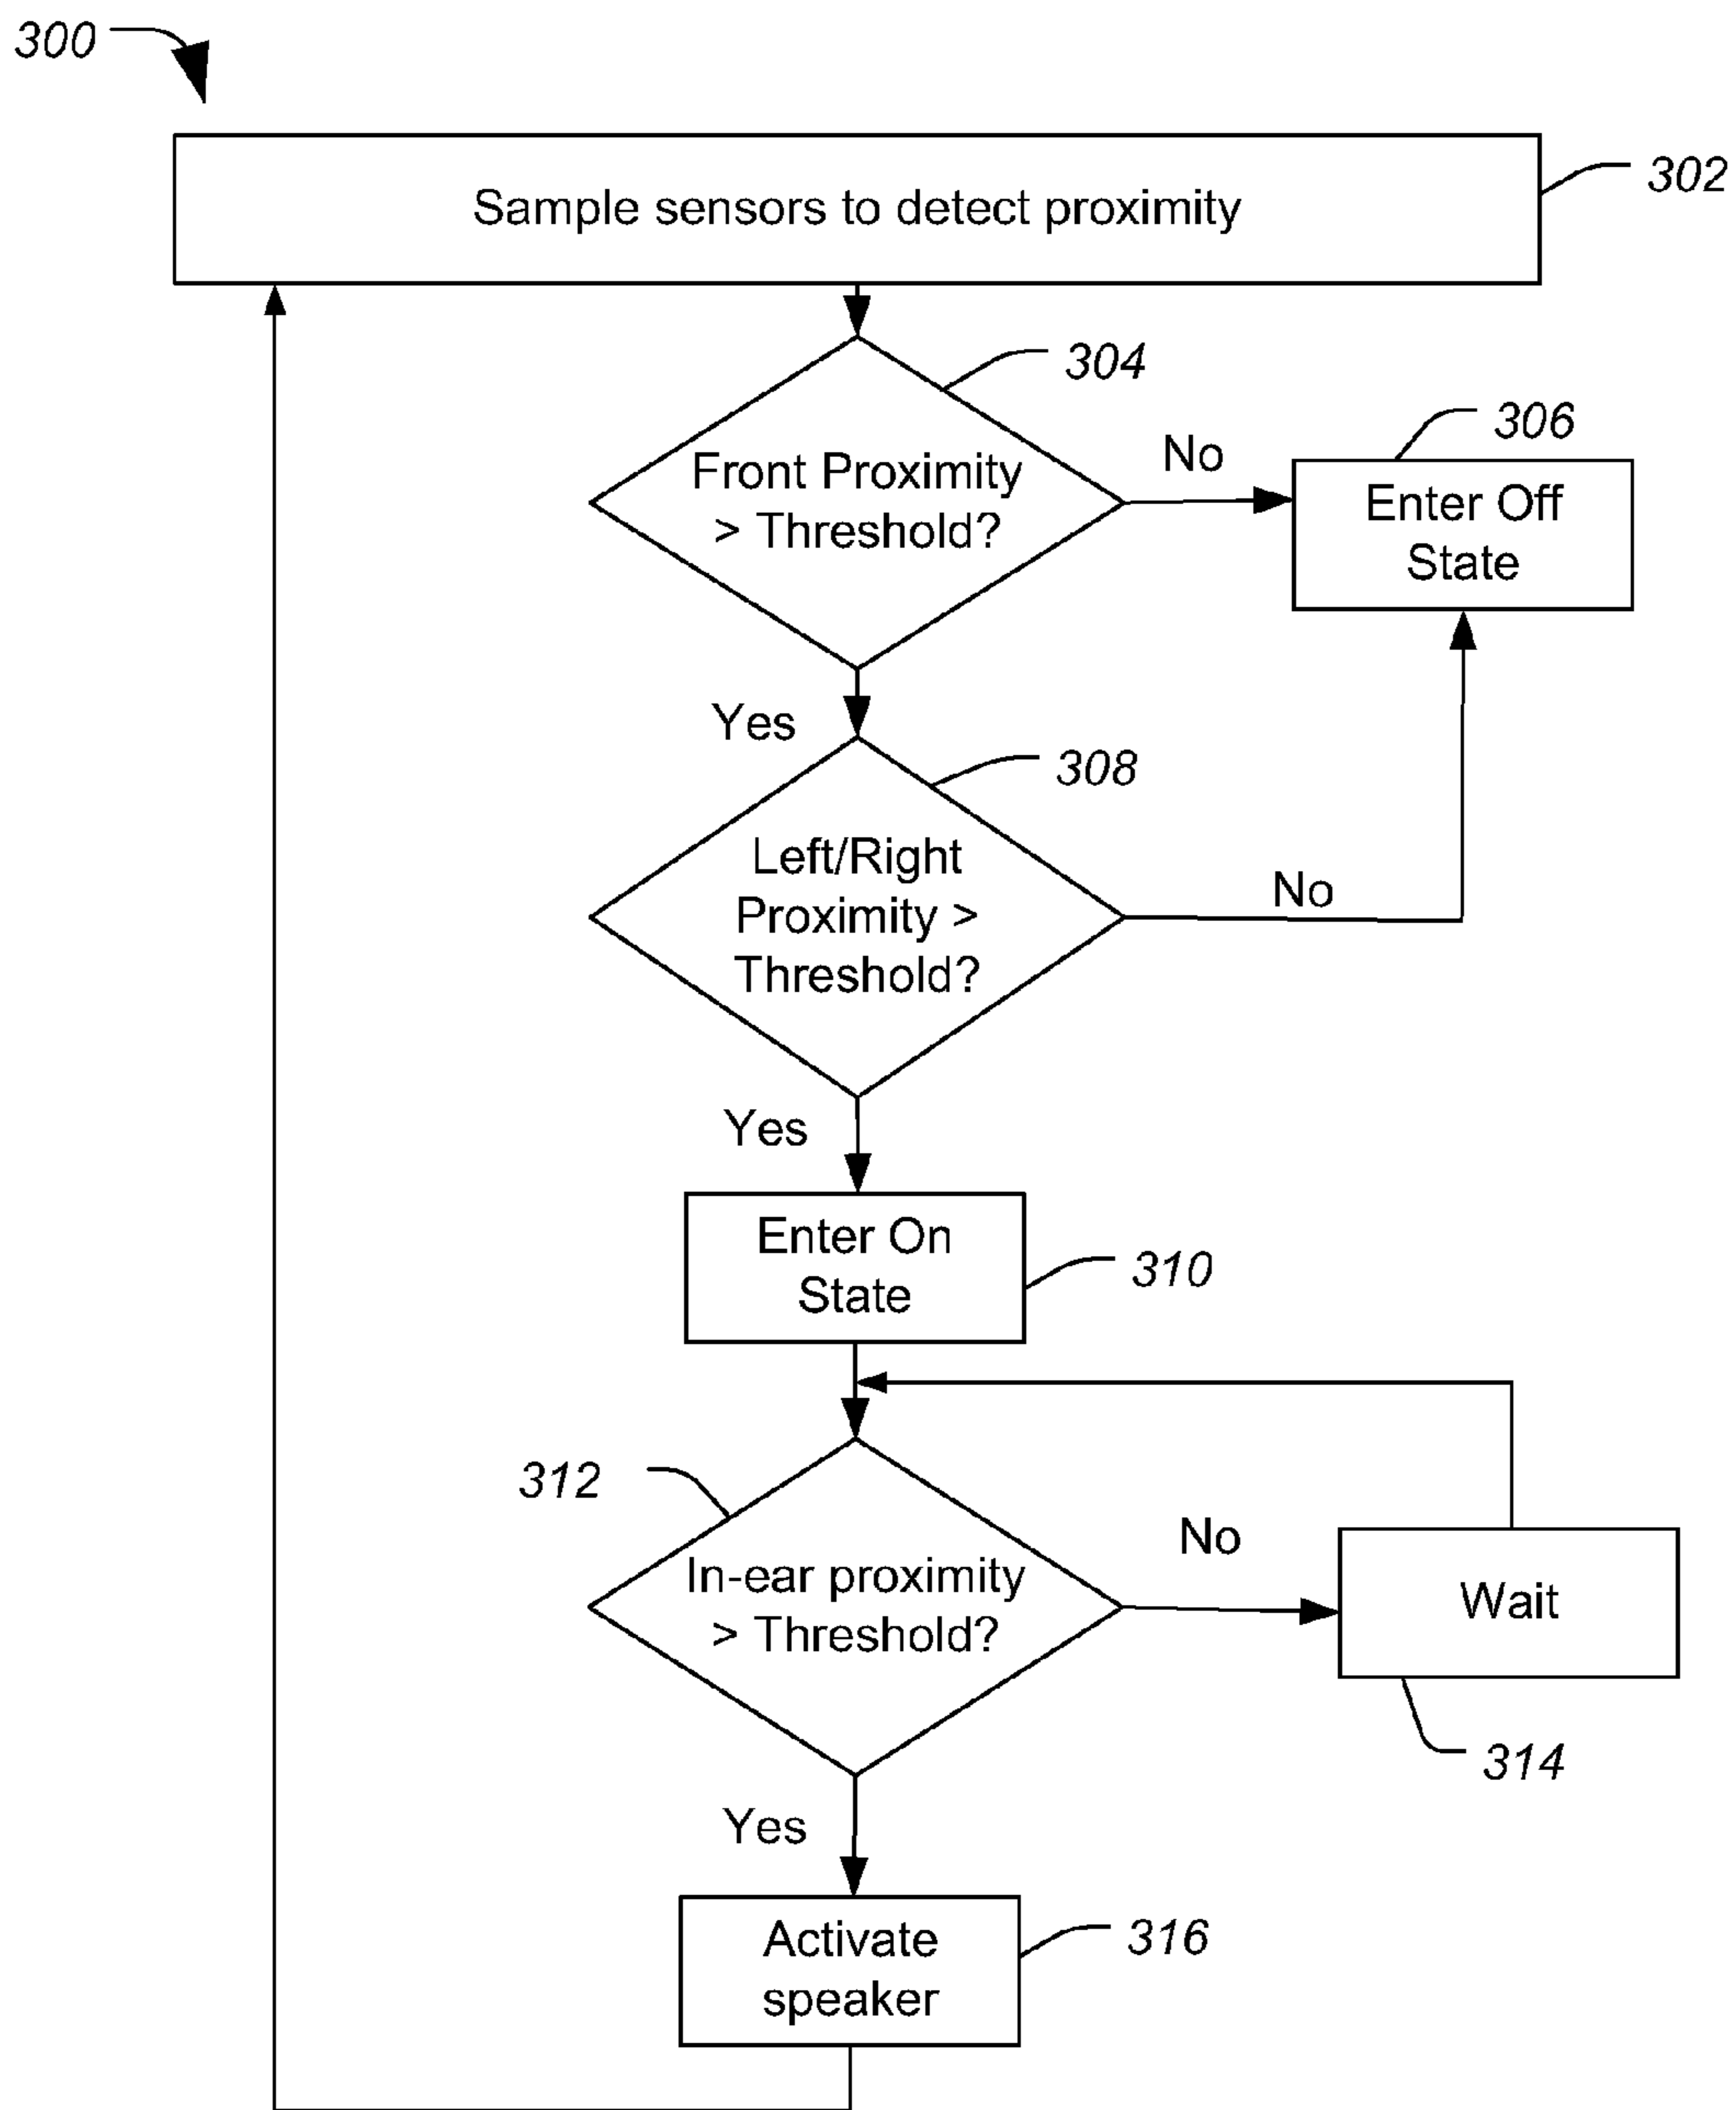 300
302
Sample sensors to detect proximity
304
Front Proximity
> Threshold?
No
306
Enter Off
State
Yes
308
Left/Right
Proximity >
Threshold?
No
Yes
Enter On
State
310
312
In-ear proximity
> Threshold?
No
Wait
314
Yes
Activate
speaker
316